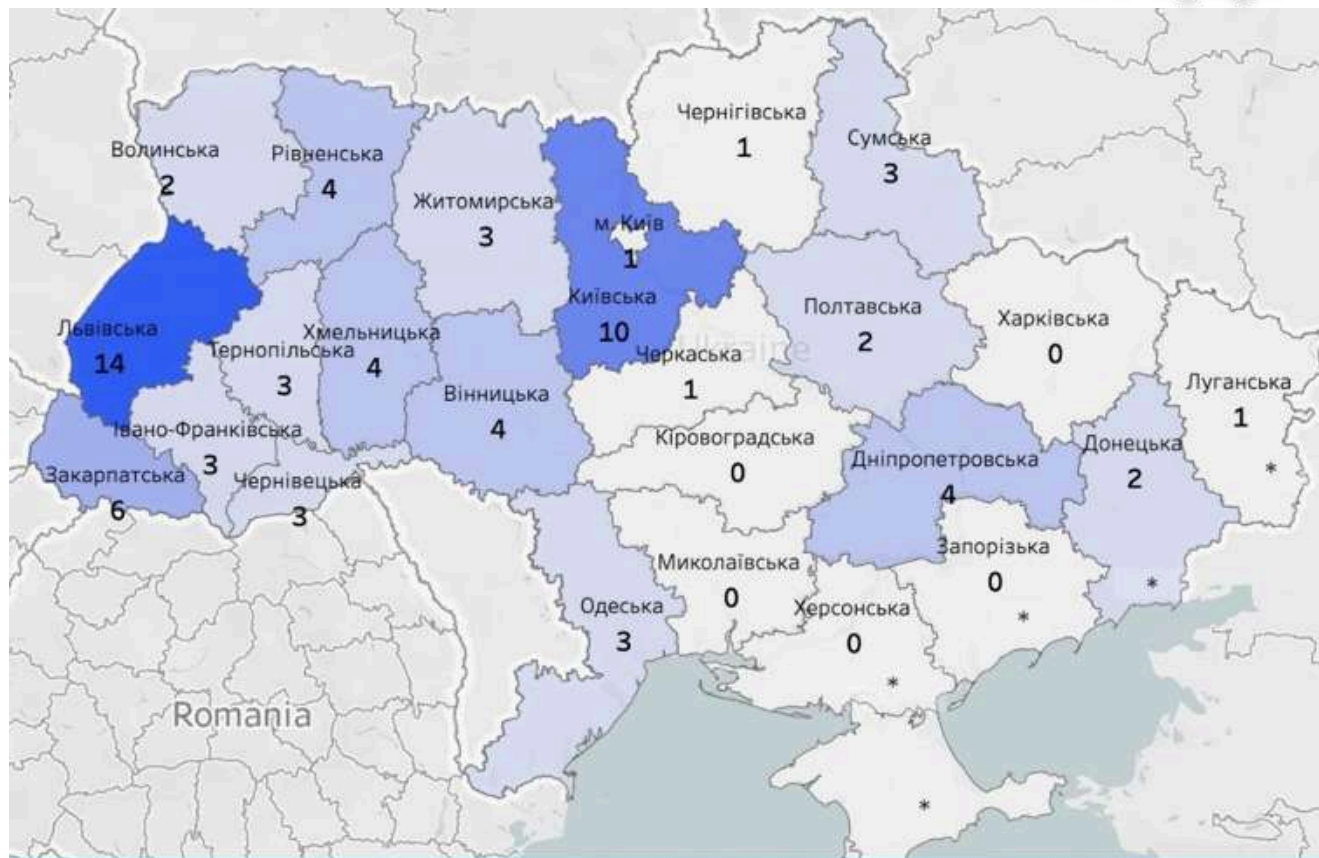 Чернігівська
1
Сумська
3
Волинська
2
Рівненська
4
Житомирська
3
м. Київ
1
Київська
10
Львівська
14
Тернопільська
3
Хмельницька
4
Вінницька
4
Ukraine
Черкаська
1
Полтавська
2
Харківська
0
Луганська
1
*
Івано-Франківська
3
Закарпатська
6
Чернівецька
3
Кіровоградська
0
Дніпропетровська
4
Донецька
2
*
Запорізька
0
*
Миколаївська
0
Одеська
3
Херсонська
0
*
Romania
*